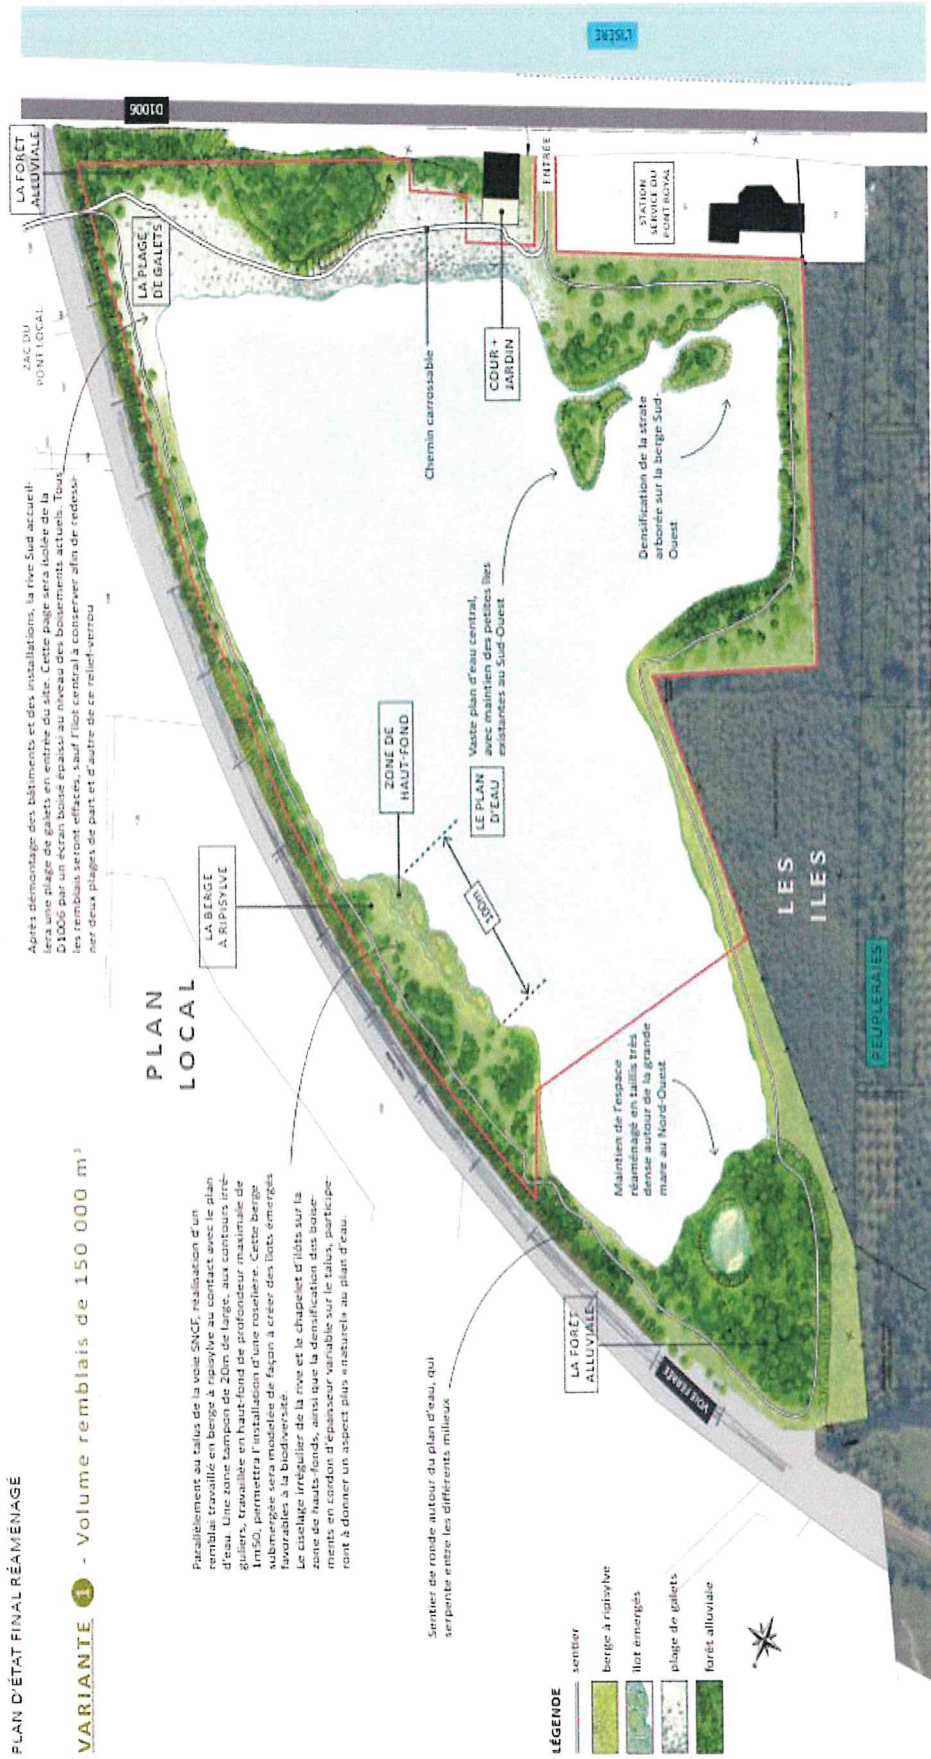 PLAN D'ÉTAT FINAL RÉAMÉNAGÉ
VARIANTE 1 - Volume remblais de 150 000 m³
Après démontage des bâtiments et des installations, la rive Sud accueil-
lera une plage de galets en entrée du site. Cette page sera isolée de la
D1006 par un écran boisé épaissi au niveau des boisements actuels. Tous
les remblais seront effacés, sauf l'îlot central à conserver afin de redessi-
ner deux plages de part et d'autre de ce relief-verrou
Parallèlement au talus de la voie SNCF, réalisation d'un
remblai travaillé en berge à ripisylve au contact avec le plan
d'eau. Une zone tampon de 20m de large, aux contours irré-
guliers, travaillée en haut-fond de profondeur maximale de
1m50, permettra l'installation d'une roselière. Cette berge
submergée sera modelée de façon à créer des îlots émergés
favorables à la biodiversité.
Le ciselage irrégulier de la rive et le chapelet d'îlôts sur la
zone de hauts-fonds, ainsi que la densification des boise-
ments en cordon d'épaisseur variable sur le talus, participe-
ront à donner un aspect plus « naturel » au plan d'eau.
Sentier de ronde autour du plan d'eau, qui
serpente entre les différents milieux
PLAN
LOCAL
ZAC DU
PONT LOCAL
LA FORÊT
ALLUVIALE
D1006
L'ISÈRE
LA PLAGE
DE GALETS
LA BERGE
A RIPISYLVE
ZONE DE
HAUT-FOND
Chemin carrossable
COUR +
JARDIN
ENTRÉE
STATION
SERVICE DU
PONT ROYAL
100m
LE PLAN
D'EAU
Vaste plan d'eau central,
avec maintien des petites îles
existantes au Sud-Ouest
Densification de la strate
arborée sur la berge Sud-
Ouest
Maintien de l'espace
réaménagé en taillis très
dense autour de la grande
mare au Nord-Ouest
LA FORÊT
ALLUVIALE
VOIE FERRÉE
LES
ILES
PEUPLERAIES
LÉGENDE
sentier
berge à ripisylve
îlot émergés
plage de galets
forêt alluviale